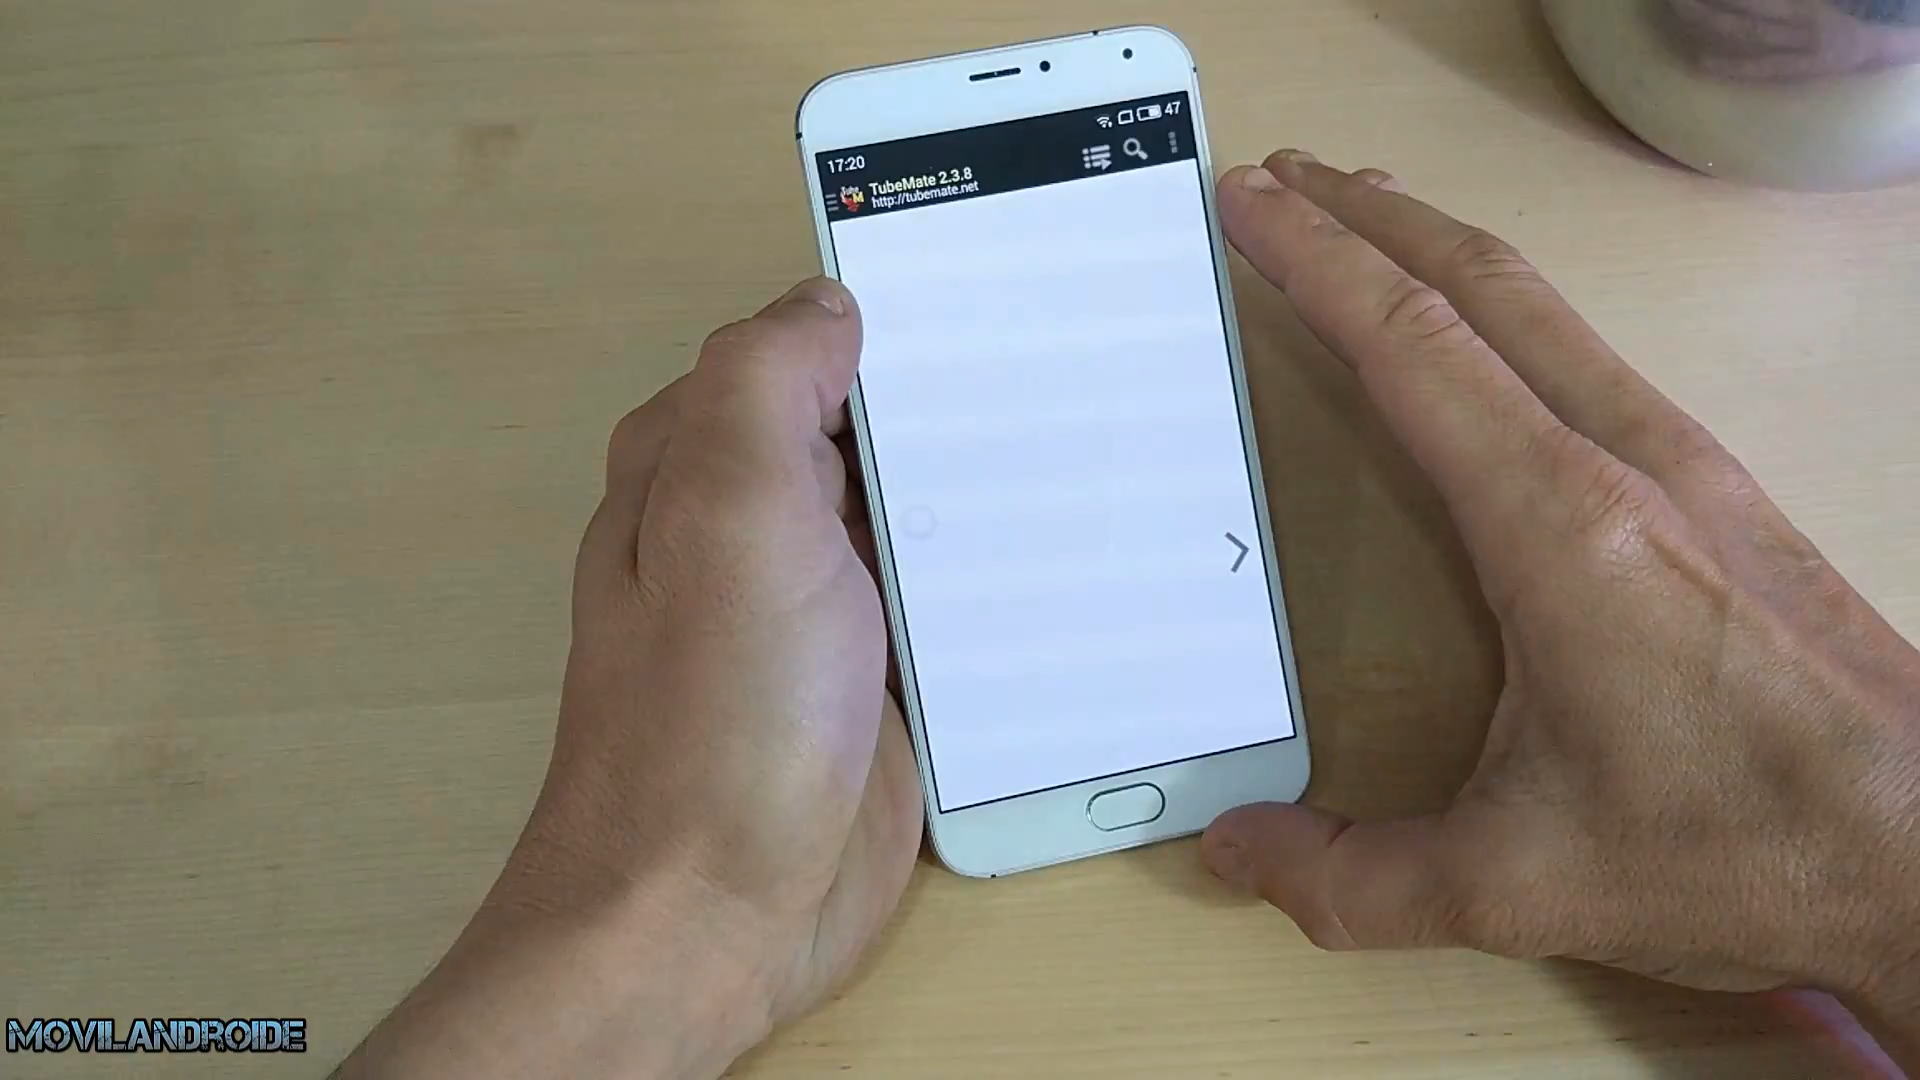 17:20
47
TubeMate 2.3.8
http://tubemate.net
MOVILANDROIDE